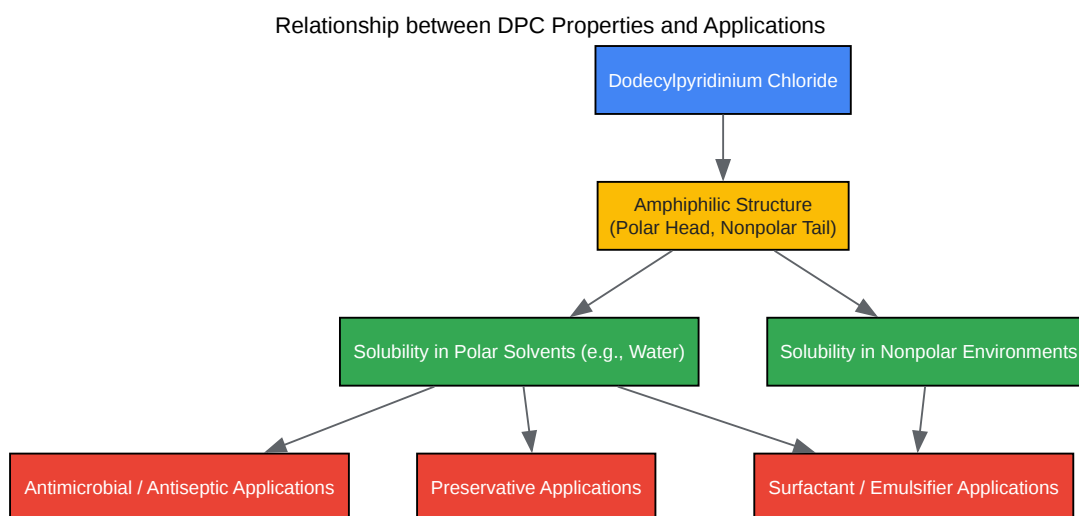 Relationship between DPC Properties and Applications
Dodecylpyridinium Chloride
Amphiphilic Structure
(Polar Head, Nonpolar Tail)
Solubility in Polar Solvents (e.g., Water)
Solubility in Nonpolar Environments
Antimicrobial / Antiseptic Applications
Preservative Applications
Surfactant / Emulsifier Applications